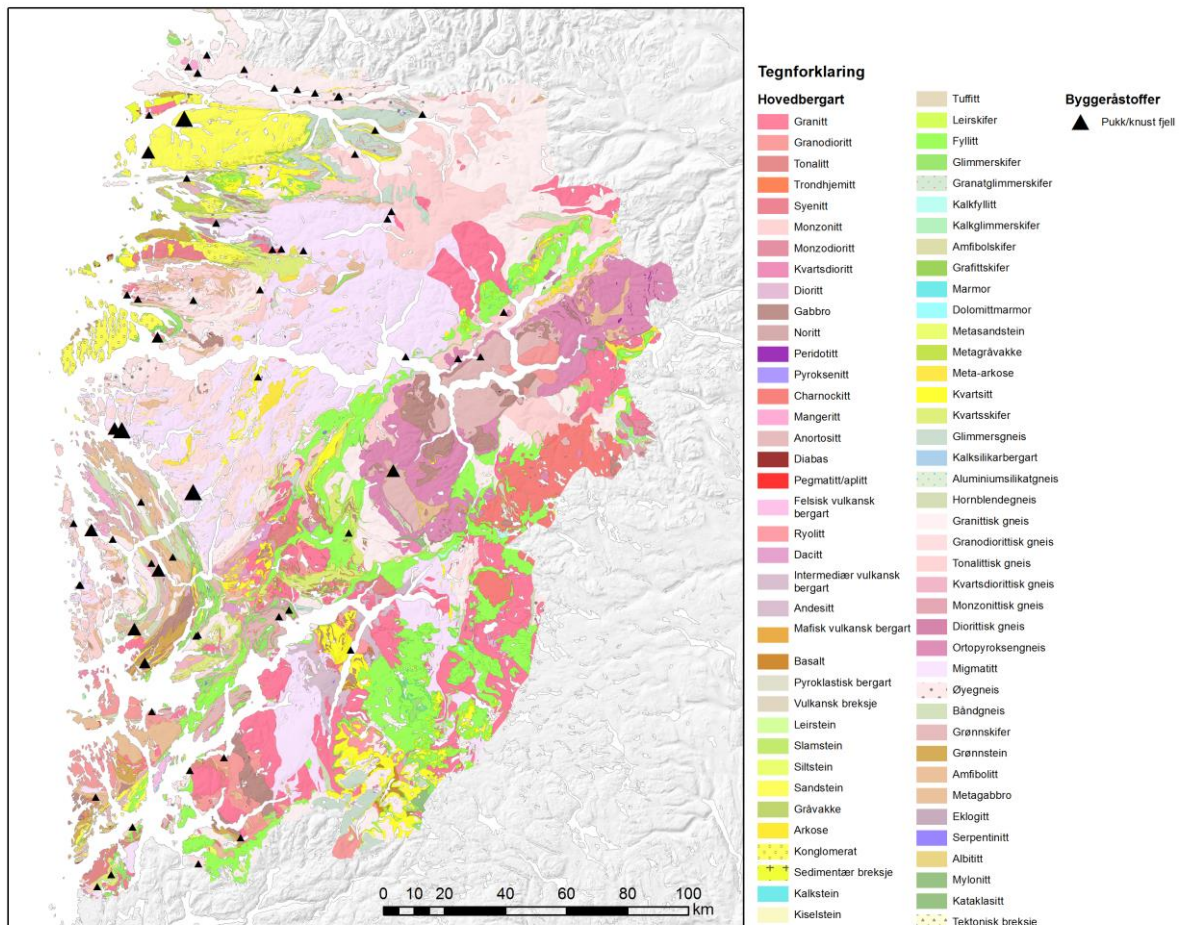 Tegnforklaring
Hovedbergart
Granitt
Granodioritt
Tonalitt
Trondhjemitt
Syenitt
Monzonitt
Monzodioritt
Kvartsdioritt
Dioritt
Gabbro
Noritt
Peridotitt
Pyroksenitt
Charnockitt
Mangeritt
Anortositt
Diabas
Pegmatitt/aplitt
Felsisk vulkansk
bergart
Ryolitt
Dacitt
Intermediær vulkansk
bergart
Andesitt
Mafisk vulkansk bergart
Basalt
Pyroklastisk bergart
Vulkansk breksje
Leirstein
Slamstein
Siltstein
Sandstein
Gråvakke
Arkose
Konglomerat
Sedimentær breksje
Kalkstein
Kiselstein
Tuffitt
Leirskifer
Fyllitt
Glimmerskifer
Granatglimmerskifer
Kalkfyllitt
Kalkglimmerskifer
Amfibolskifer
Grafittskifer
Marmor
Dolomittmarmor
Metasandstein
Metagråvakke
Meta-arkose
Kvartsitt
Kvartsskifer
Glimmersgneis
Kalksilikarbergart
Aluminiumsilikatgneis
Hornblendegneis
Granittisk gneis
Granodiorittisk gneis
Tonalittisk gneis
Kvartsdiorittisk gneis
Monzonittisk gneis
Diorittisk gneis
Ortopyroksengneis
Migmatitt
Øyegneis
Båndgneis
Grønnskifer
Grønnstein
Amfibolitt
Metagabbro
Eklogitt
Serpentinitt
Albititt
Mylonitt
Kataklasitt
Tektonisk breksje
Byggeråstoffer
Pukk/knust fjell
0 10 20 40 60 80 100
km